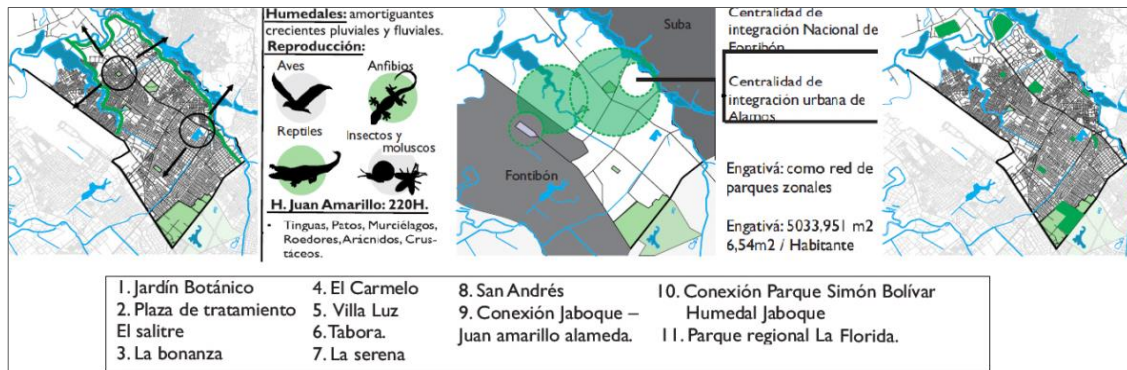 Humedales: amortiguantes
crecientes pluviales y fluviales.
Reproducción:
Aves
Anfibios
Reptiles
Insectos y
moluscos
H. Juan Amarillo: 220H.
• Tinguas, Patos, Murciélagos,
Roedores, Arácnidos, Crus-
táceos.
Suba
Fontibón
Centralidad de
integración Nacional de
Fontibón
Centralidad de
integración urbana de
Alamos
Engativá: como red de
parques zonales
Engativá: 5033,951 m2
6,54m2 / Habitante
1. Jardín Botánico
2. Plaza de tratamiento
El salitre
3. La bonanza
4. El Carmelo
5. Villa Luz
6. Tabora.
7. La serena
8. San Andrés
9. Conexión Jaboque –
Juan amarillo alameda.
10. Conexión Parque Simón Bolívar
Humedal Jaboque
11. Parque regional La Florida.